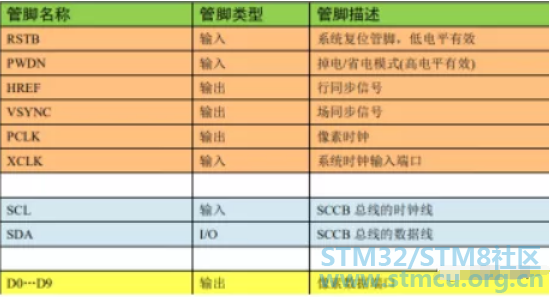 管脚名称 管脚类型 管脚描述
RSTB 输入 系统复位管脚，低电平有效
PWDN 输入 掉电/省电模式(高电平有效)
HREF 输出 行同步信号
VSYNC 输出 场同步信号
PCLK 输出 像素时钟
XCLK 输入 系统时钟输入端口
SCL 输入 SCCB 总线的时钟线
SDA I/O SCCB 总线的数据线
STM32/STM8社区
www.stmcu.org.cn
D0…D9 输出 像素数据端口